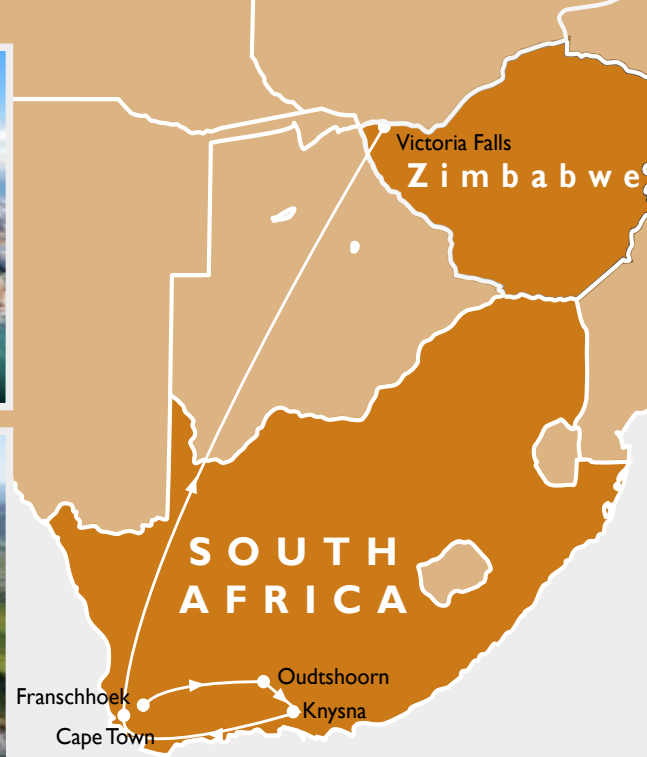 Victoria Falls
Zimbabwe
SOUTH
AFRICA
Oudtshoorn
Franschhoek
Knysna
Cape Town